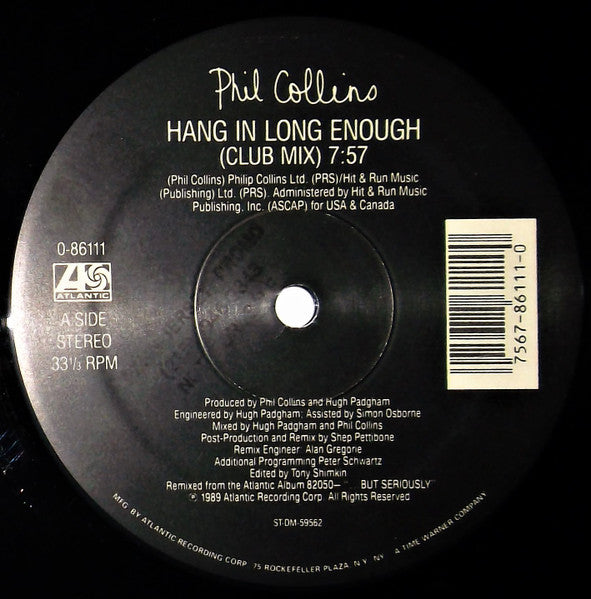 Phil Collins
HANG IN LONG ENOUGH
(CLUB MIX) 7:57
(Phil Collins) Philip Collins Ltd. (PRS)/Hit & Run Music
(Publishing) Ltd. (PRS). Administered by Hit & Run Music
Publishing, Inc. (ASCAP) for USA & Canada
0-86111
ATLANTIC
A SIDE
STEREO
33⅓ RPM
7567-86111-0
Produced by Phil Collins and Hugh Padgham
Engineered by Hugh Padgham; Assisted by Simon Osborne
Mixed by Hugh Padgham and Phil Collins
Post-Production and Remix by Shep Pettibone
Remix Engineer: Alan Gregorie
Additional Programming Peter Schwartz
Edited by Tony Shimkin
Remixed from the Atlantic Album 82050– "... BUT SERIOUSLY"
℗ 1989 Atlantic Recording Corp. All Rights Reserved
ST-DM-59562
MFG. BY ATLANTIC RECORDING CORP. 75 ROCKEFELLER PLAZA, N.Y. NY. A TIME WARNER COMPANY